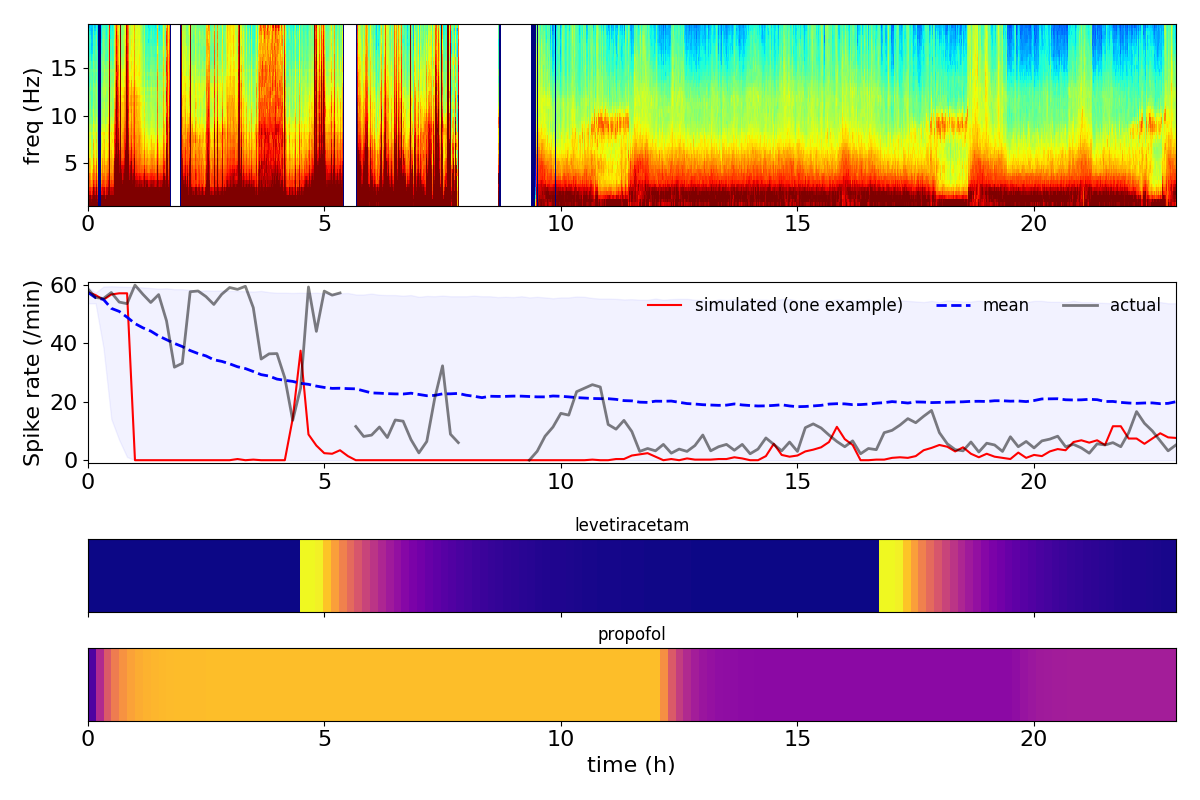 freq (Hz)
15
10
5
0 5 10 15 20
Spike rate (/min)
60
40
20
0
simulated (one example) mean actual
0 5 10 15 20
levetiracetam
propofol
0 5 10 15 20
time (h)